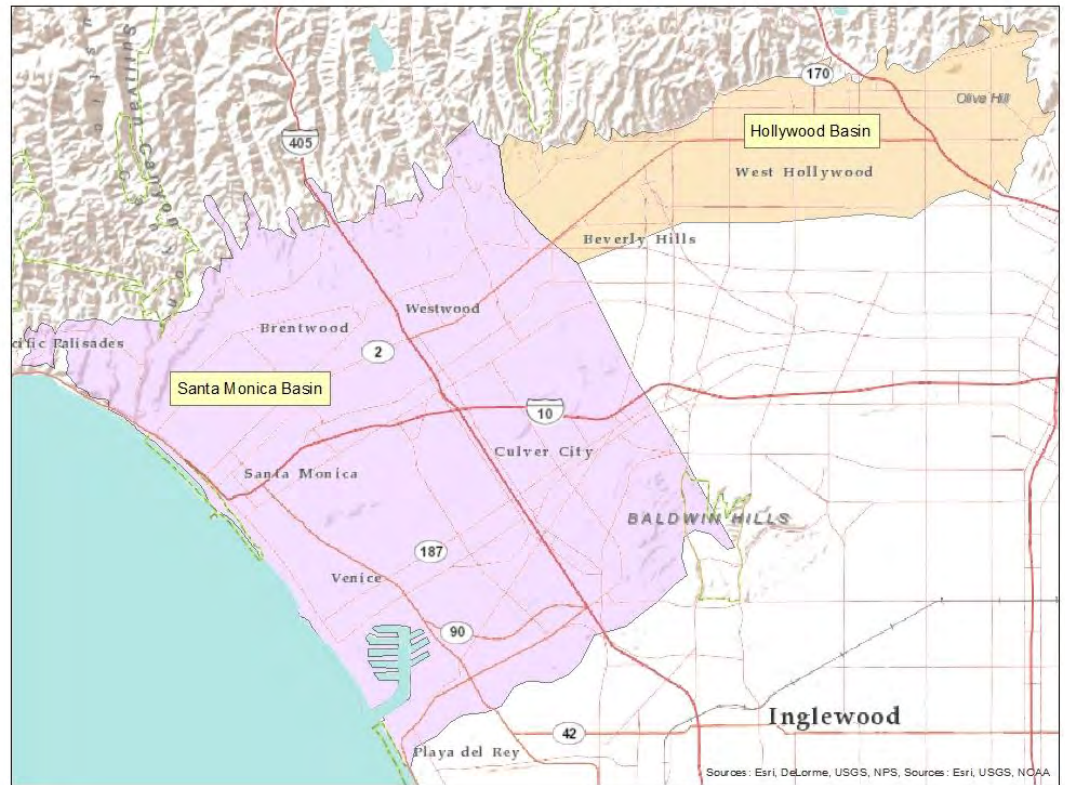 Sullivan Canyon
405
170
Olive Hill
Hollywood Basin
West Hollywood
Beverly Hills
Westwood
Brentwood
2
cific Palisades
Santa Monica Basin
10
Culver City
Santa Monica
BALDWIN HILLS
187
Venice
90
Inglewood
42
Playa del Rey
Sources: Esri, DeLorme, USGS, NPS, Sources: Esri, USGS, NOAA